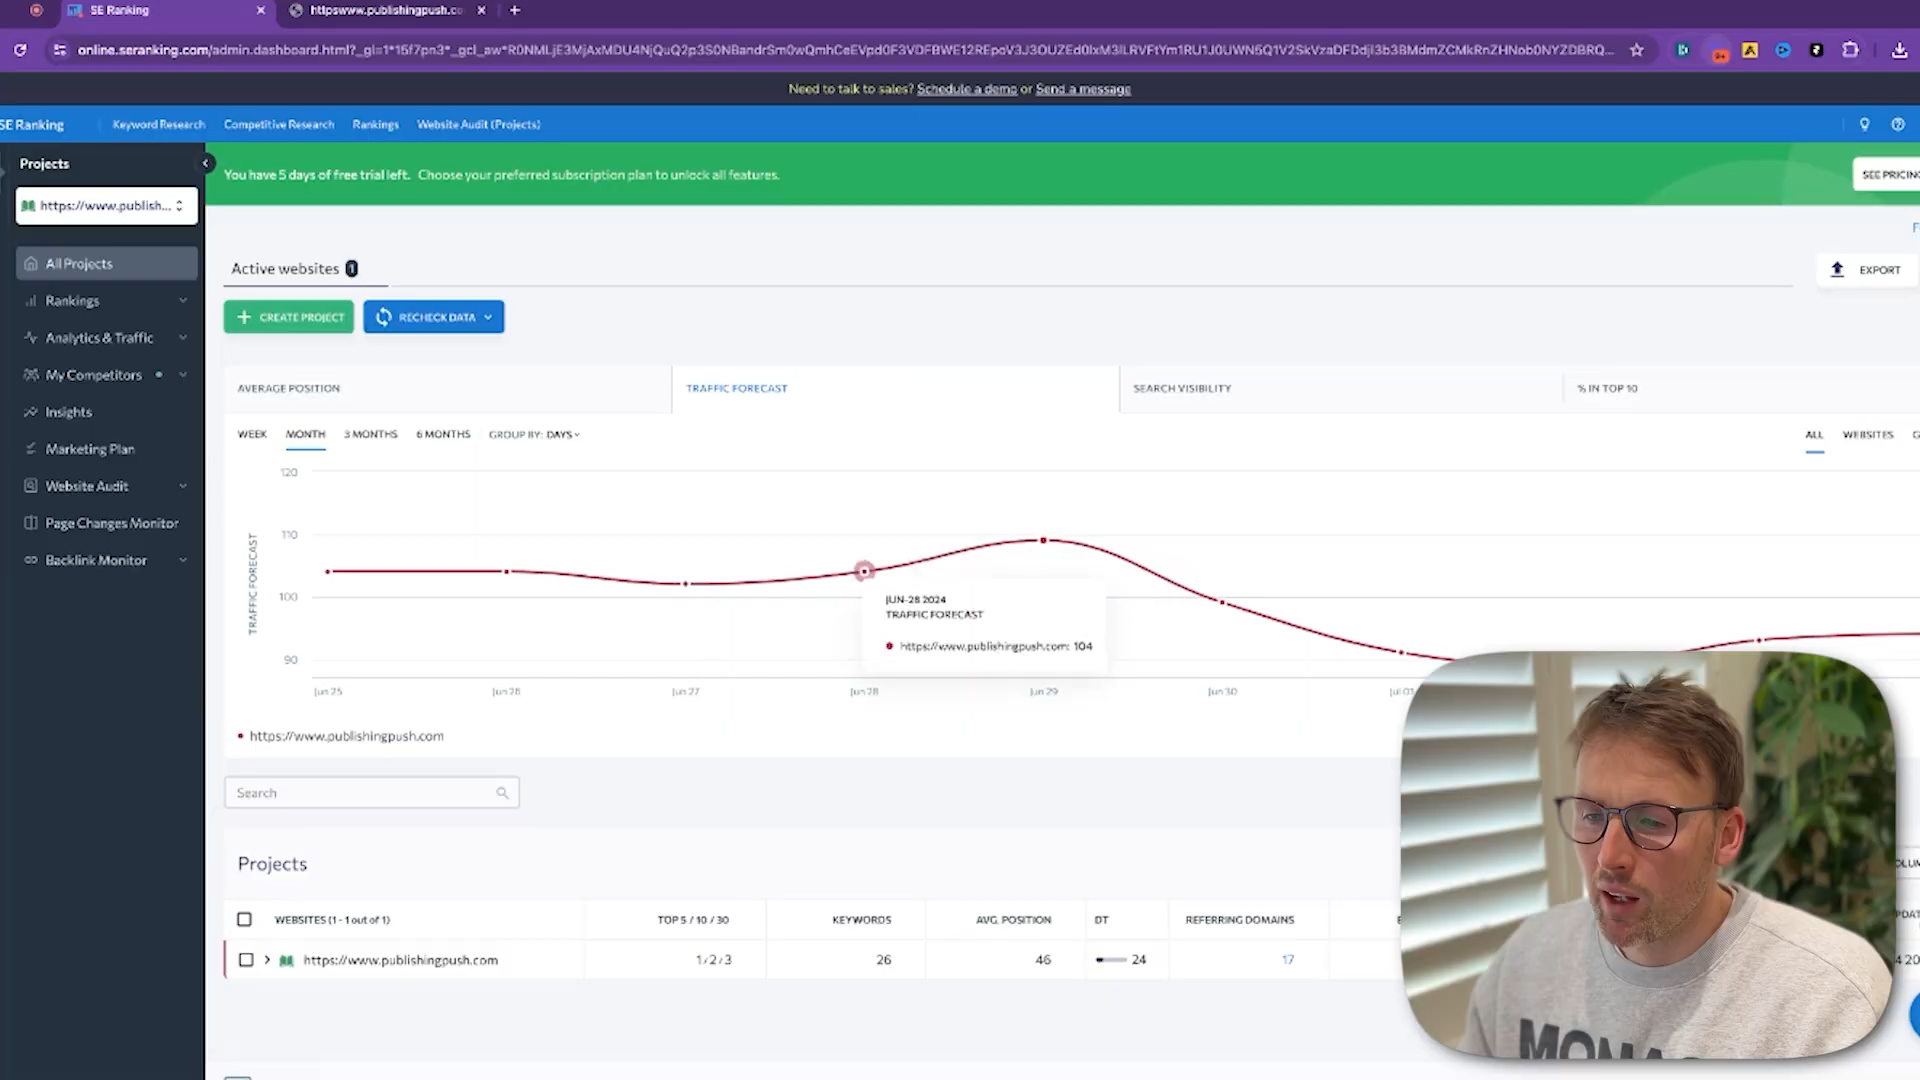 SE Ranking
httpswww.publishingpush.co
online.seranking.com/admin.dashboard.html?_gl=1*15f7pn3*_gcl_aw*
Need to talk to sales? Schedule a demo or Send a message
SE Ranking
Keyword Research
Competitive Research
Rankings
Website Audit (Projects)
Projects
You have 5 days of free trial left. Choose your preferred subscription plan to unlock all features.
SEE PRICING
https://www.publish...
All Projects
Active websites 1
EXPORT
Rankings
CREATE PROJECT
RECHECK DATA
Analytics & Traffic
My Competitors
AVERAGE POSITION
TRAFFIC FORECAST
SEARCH VISIBILITY
% IN TOP 10
Insights
WEEK
MONTH
3 MONTHS
6 MONTHS
GROUP BY: DAYS
ALL
WEBSITES
Marketing Plan
120
Website Audit
Page Changes Monitor
110
Backlink Monitor
TRAFFIC FORECAST
100
JUN-28 2024
TRAFFIC FORECAST
https://www.publishingpush.com: 104
90
Jun 25
Jun 26
Jun 27
Jun 28
Jun 29
Jun 30
Jul 01
https://www.publishingpush.com
Search
Projects
WEBSITES (1 - 1 out of 1)
TOP 5 / 10 / 30
KEYWORDS
AVG. POSITION
DT
REFERRING DOMAINS
https://www.publishingpush.com
1 / 2 / 3
26
46
24
17